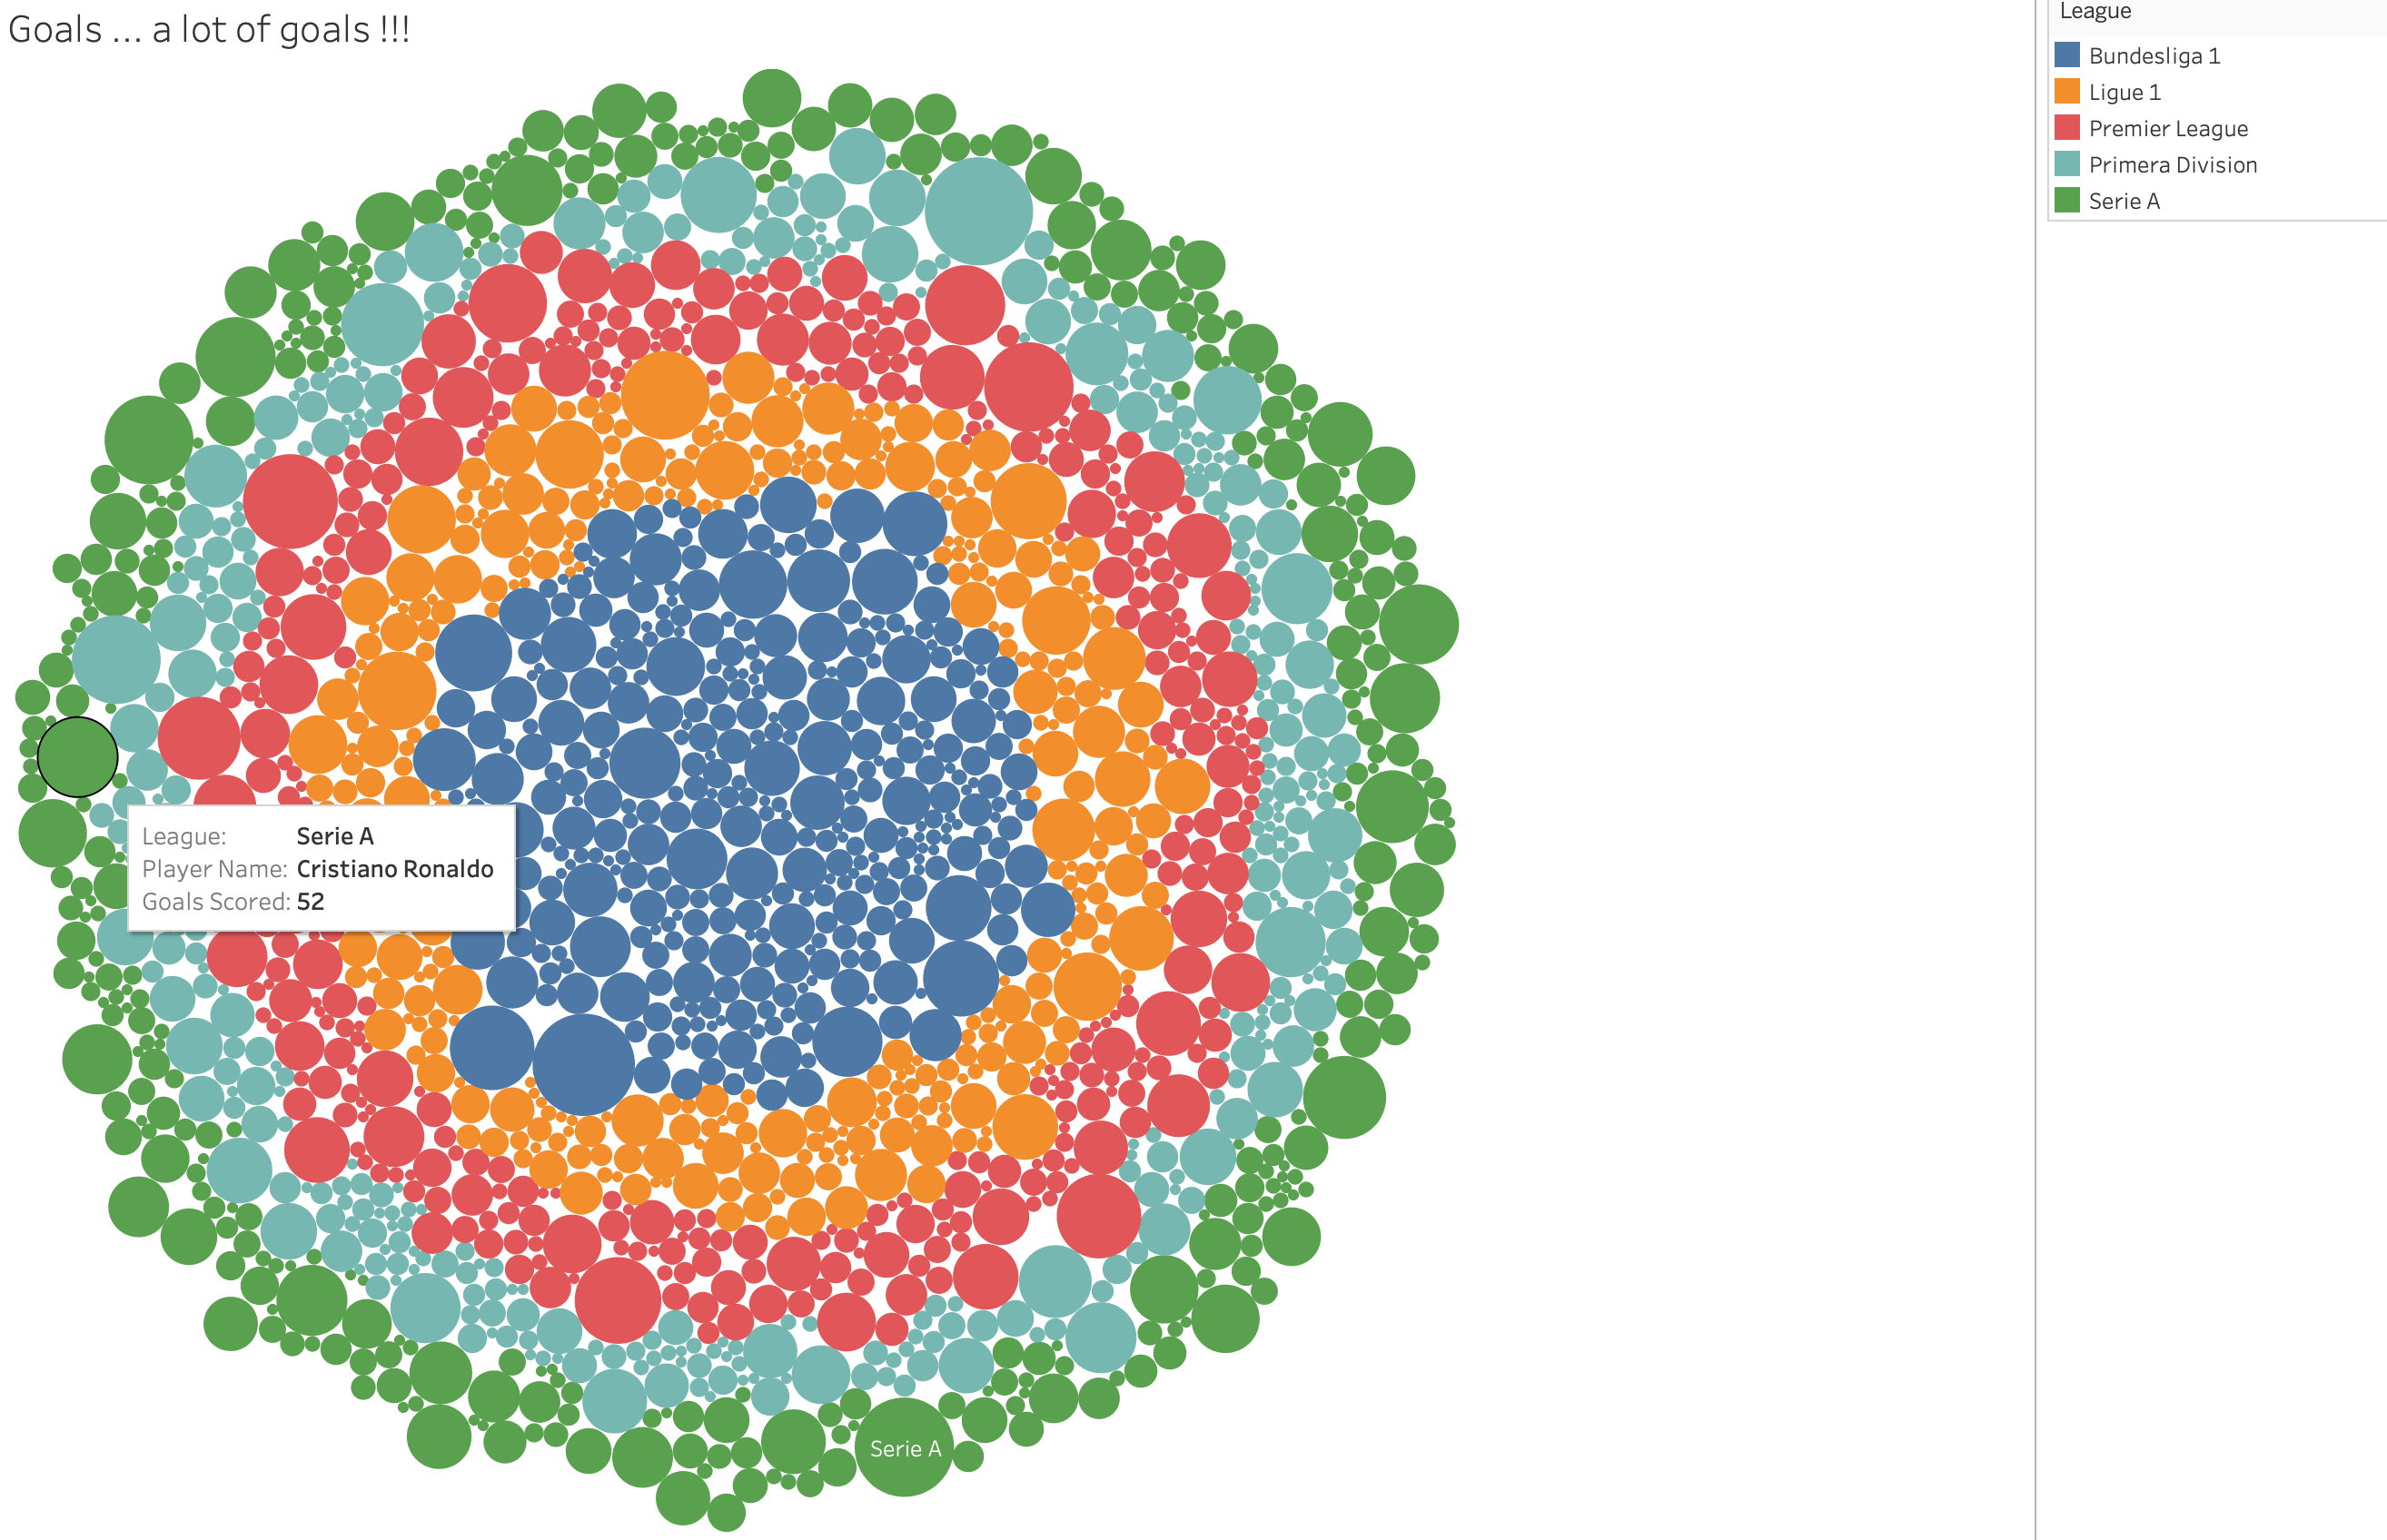 Goals ... a lot of goals !!!
League
Bundesliga 1
Ligue 1
Premier League
Primera Division
Serie A
League: Serie A
Player Name: Cristiano Ronaldo
Goals Scored: 52
Serie A